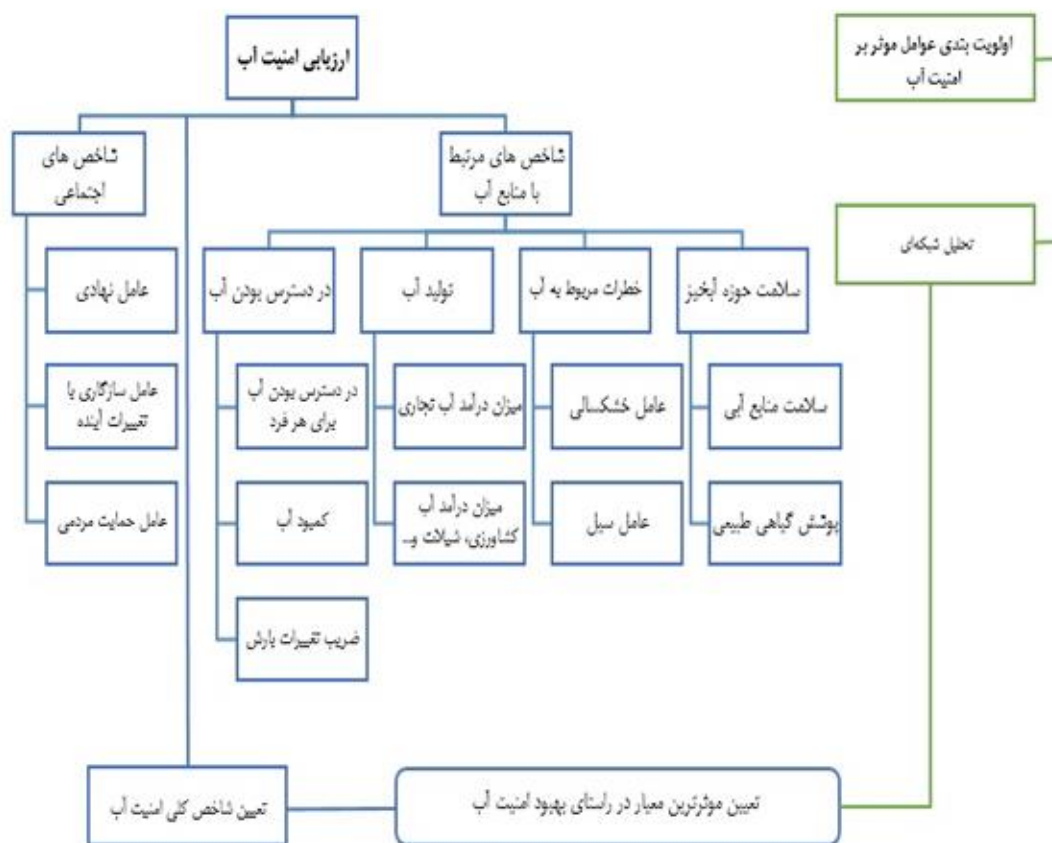 ارزیابی امنیت آب
اولویت بندی عوامل موثر بر
امنیت آب
شاخص های مرتبط
با منابع آب
شاخص های
اجتماعی
تحلیل شبکه‌ای
سلامت حوزه آبخیز
خطرات مربوط به آب
تولید آب
در دسترس بودن آب
عامل نهادی
سلامت منابع آبی
عامل خشکسالی
میزان درآمد آب تجاری
در دسترس بودن آب
برای هر فرد
عامل سازگاری با
تغییرات آینده
پوشش گیاهی طبیعی
عامل سیل
میزان درآمد آب
کشاورزی، شیلات و...
کمبود آب
عامل حمایت مردمی
ضریب تغییرات بارش
تعیین موثرترین معیار در راستای بهبود امنیت آب
تعیین شاخص کلی امنیت آب